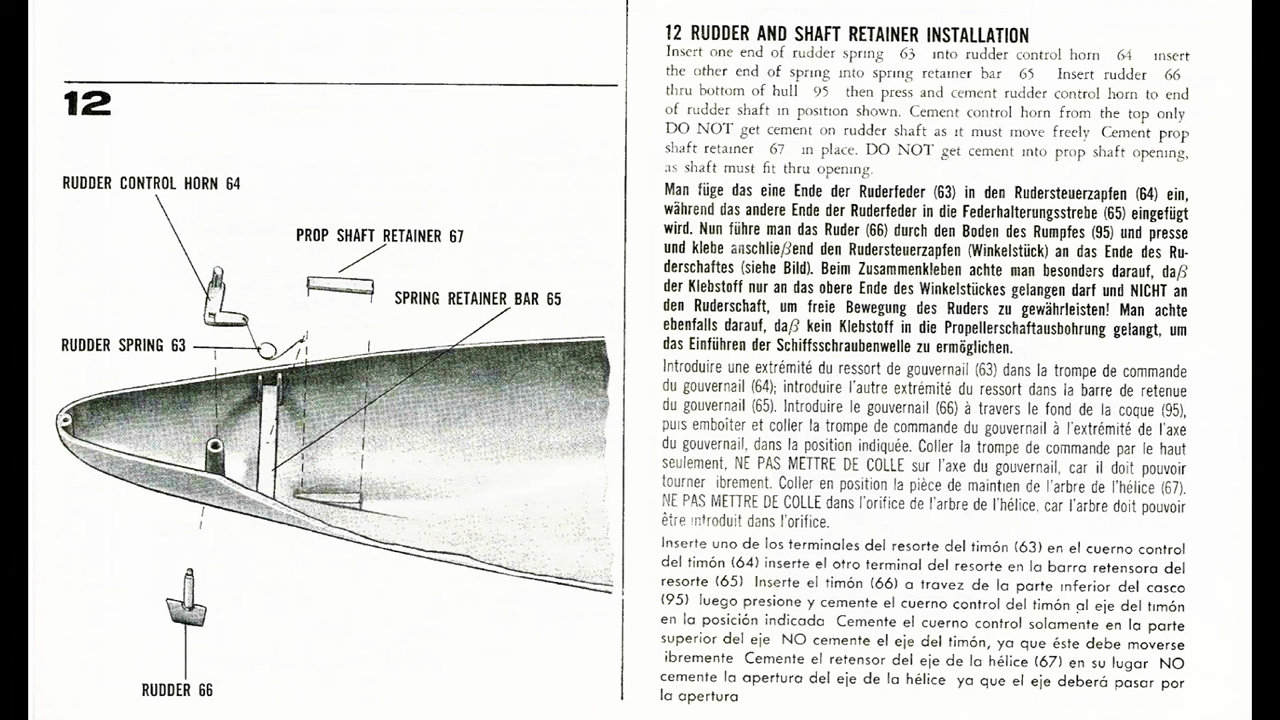 12
RUDDER CONTROL HORN 64
PROP SHAFT RETAINER 67
SPRING RETAINER BAR 65
RUDDER SPRING 63
RUDDER 66
12 RUDDER AND SHAFT RETAINER INSTALLATION
Insert one end of rudder spring 63 into rudder control horn 64 insert
the other end of spring into spring retainer bar 65 Insert rudder 66
thru bottom of hull 95 then press and cement rudder control horn to end
of rudder shaft in position shown. Cement control horn from the top only
DO NOT get cement on rudder shaft as it must move freely Cement prop
shaft retainer 67 in place. DO NOT get cement into prop shaft opening,
as shaft must fit thru opening.
Man füge das eine Ende der Ruderfeder (63) in den Rudersteuerzapfen (64) ein,
während das andere Ende der Ruderfeder in die Federhalterungsstrebe (65) eingefügt
wird. Nun führe man das Ruder (66) durch den Boden des Rumpfes (95) und presse
und klebe anschließend den Rudersteuerzapfen (Winkelstück) an das Ende des Ru-
derschaftes (siehe Bild). Beim Zusammenkleben achte man besonders darauf, daß
der Klebstoff nur an das obere Ende des Winkelstückes gelangen darf und NICHT an
den Ruderschaft, um freie Bewegung des Ruders zu gewährleisten! Man achte
ebenfalls darauf, daß kein Klebstoff in die Propellerschaftausbohrung gelangt, um
das Einführen der Schiffsschraubenwelle zu ermöglichen.
Introduire une extrémité du ressort de gouvernail (63) dans la trompe de commande
du gouvernail (64); introduire l'autre extrémité du ressort dans la barre de retenue
du gouvernail (65). Introduire le gouvernail (66) à travers le fond de la coque (95),
puis emboîter et coller la trompe de commande du gouvernail à l'extrémité de l'axe
du gouvernail, dans la position indiquée. Coller la trompe de commande par le haut
seulement, NE PAS METTRE DE COLLE sur l'axe du gouvernail, car il doit pouvoir
tourner ibrement. Coller en position la pièce de maintien de l'arbre de l'hélice (67).
NE PAS METTRE DE COLLE dans l'orifice de l'arbre de l'hélice, car l'arbre doit pouvoir
être introduit dans l'orifice.
Inserte uno de los terminales del resorte del timón (63) en el cuerno control
del timón (64) inserte el otro terminal del resorte en la barra retensora del
resorte (65) Inserte el timón (66) a travez de la parte inferior del casco
(95) luego presione y cemente el cuerno control del timón al eje del timón
en la posición indicada Cemente el cuerno control solamente en la parte
superior del eje NO cemente el eje del timón, ya que éste debe moverse
ibremente Cemente el retensor del eje de la hélice (67) en su lugar NO
cemente la apertura del eje de la hélice ya que el eje deberá pasar por
la apertura